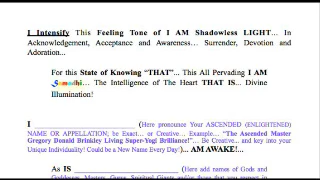 I Intensify This Feeling Tone of I AM Shadowless LIGHT... In
Acknowledgement, Acceptance and Awareness... Surrender, Devotion and
Adoration...
For this State of Knowing “THAT”... This All Pervading I AM
... The Intelligence of The Heart THAT IS... Divine
Illumination!
I ____________________ (Here pronounce Your ASCENDED (ENLIGHTENED)
NAME OR APPELLATION; be Exact... or Creative... Example... “The Ascended Master
Gregory Donald Brinkley Living Super-Yogi Brilliance!”... Be Creative... and key into your
Unique Individuality! Could be a New Name Every Day!)... AM AWAKE!...
As IS ____________________ (Here add names of Gods and